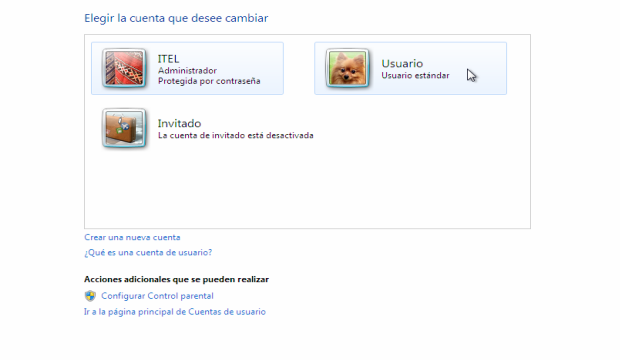 Elegir la cuenta que desee cambiar
ITEL
Administrador
Protegida por contraseña
Usuario
Usuario estándar
Invitado
La cuenta de invitado está desactivada
Crear una nueva cuenta
¿Qué es una cuenta de usuario?
Acciones adicionales que se pueden realizar
Configurar Control parental
Ir a la página principal de Cuentas de usuario